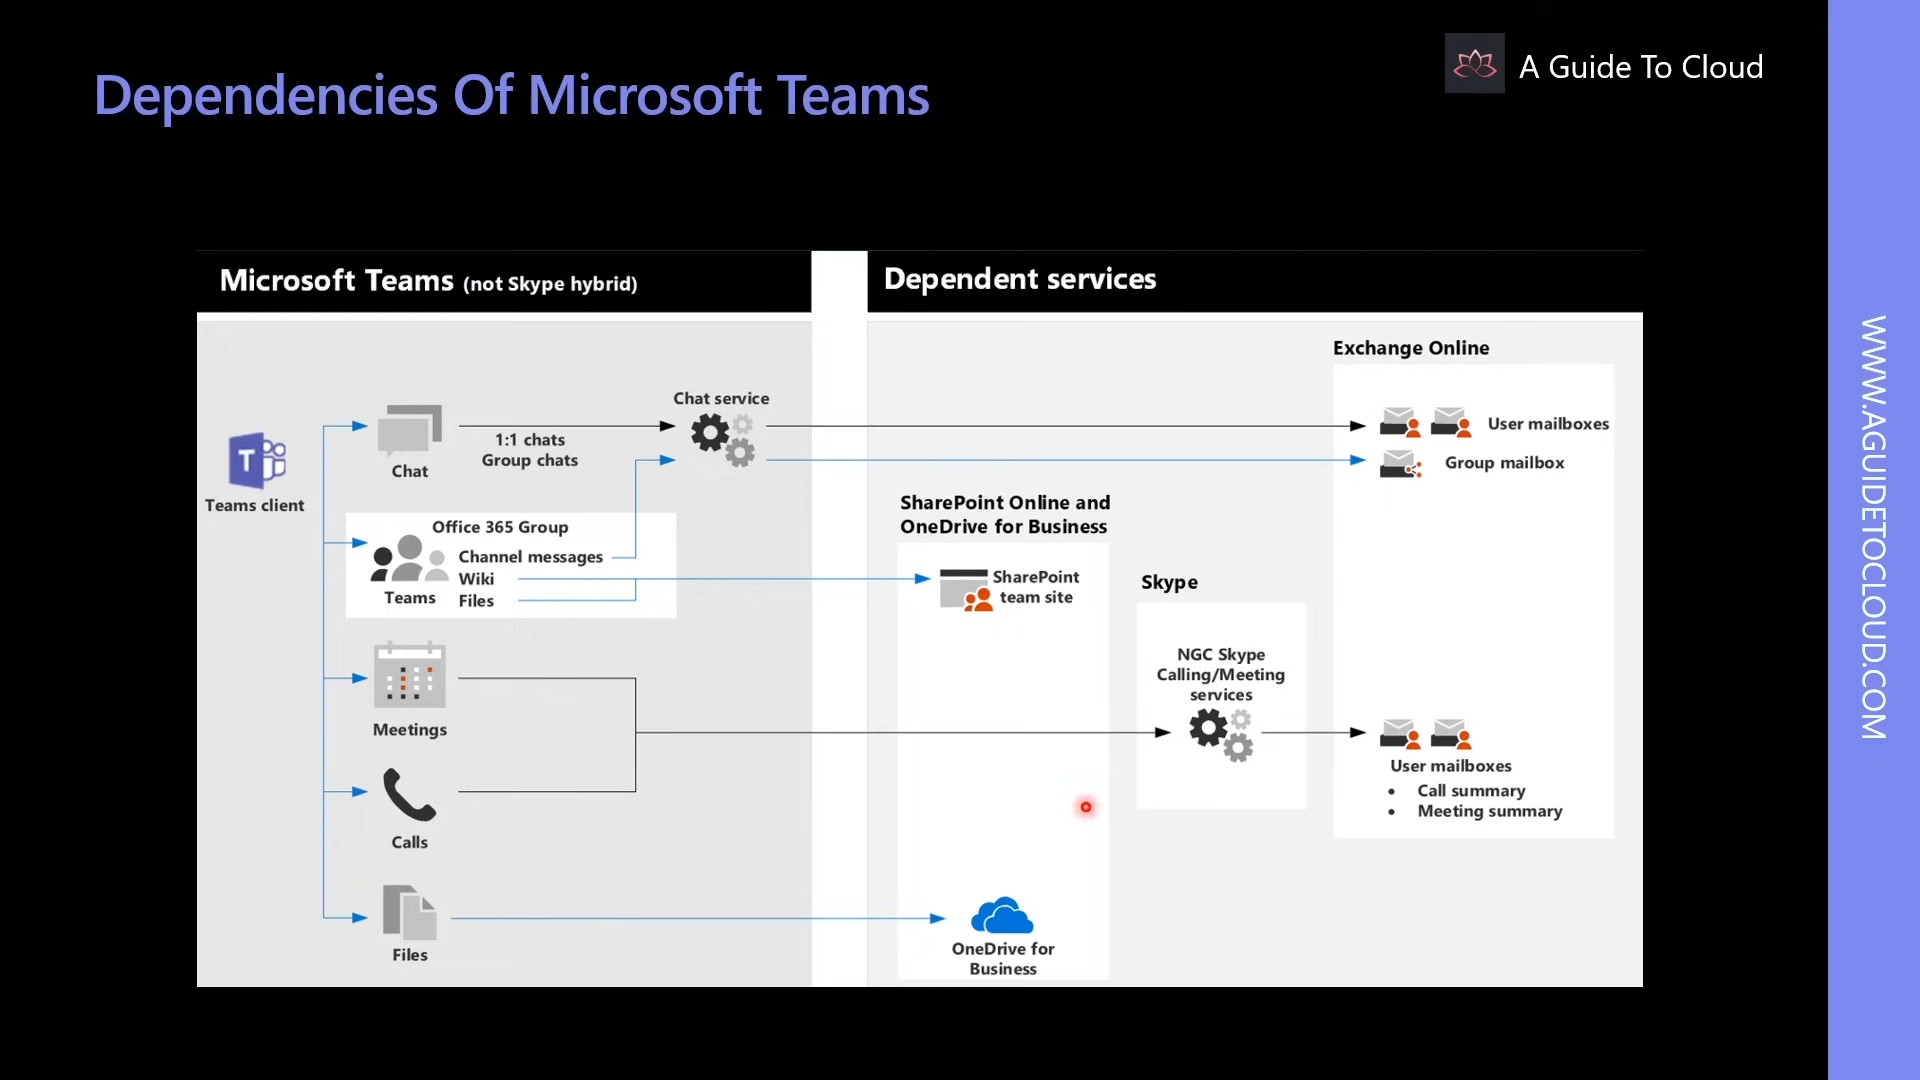 Dependencies Of Microsoft Teams
A Guide To Cloud
WWW.AGUIDETOCLOUD.COM
Microsoft Teams (not Skype hybrid)
Dependent services
Exchange Online
Chat service
1:1 chats
Group chats
Chat
User mailboxes
Group mailbox
T
Teams client
SharePoint Online and
OneDrive for Business
Office 365 Group
Channel messages
Wiki
Files
Teams
SharePoint
team site
Skype
NGC Skype
Calling/Meeting
services
Meetings
User mailboxes
• Call summary
• Meeting summary
Calls
Files
OneDrive for
Business